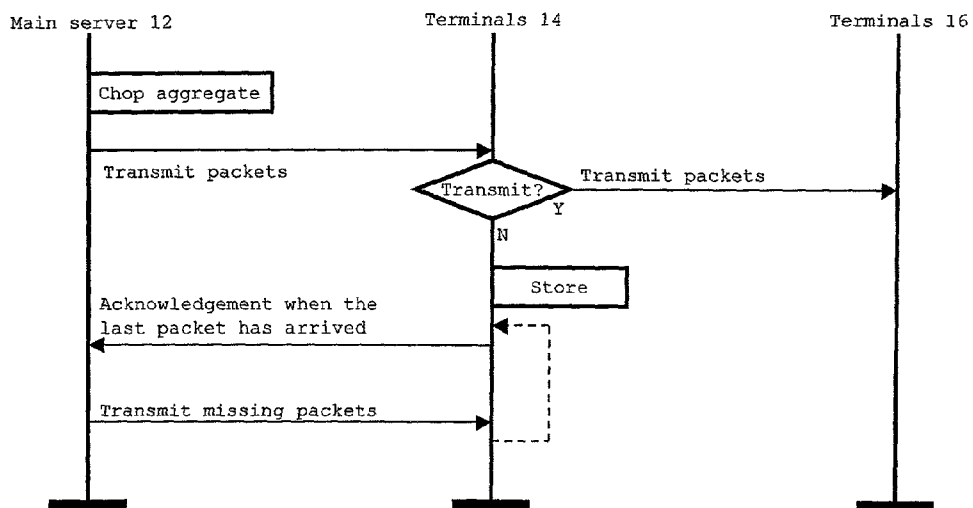 Main server 12
Terminals 14
Terminals 16
Chop aggregate
Transmit packets
Transmit?
Transmit packets
Y
N
Store
Acknowledgement when the
last packet has arrived
Transmit missing packets